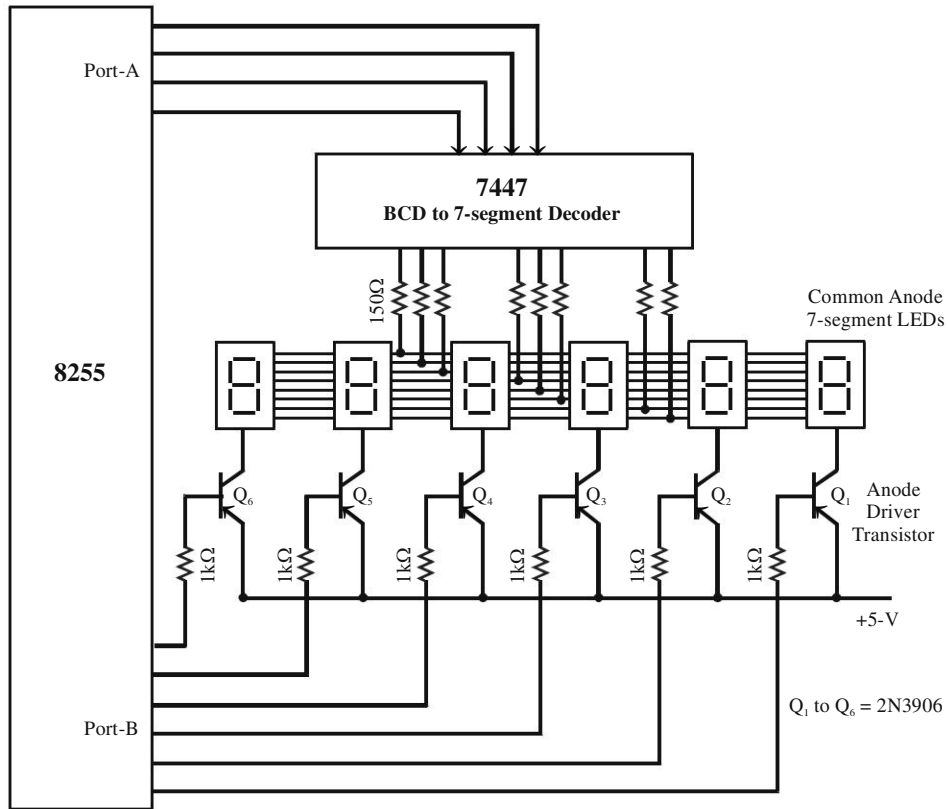 Port-A
7447
BCD to 7-segment Decoder
150Ω
Common Anode
7-segment LEDs
8255
Q6
Q5
Q4
Q3
Q2
Q1
Anode
Driver
Transistor
1kΩ
1kΩ
1kΩ
1kΩ
1kΩ
1kΩ
+5-V
Port-B
Q1 to Q6 = 2N3906